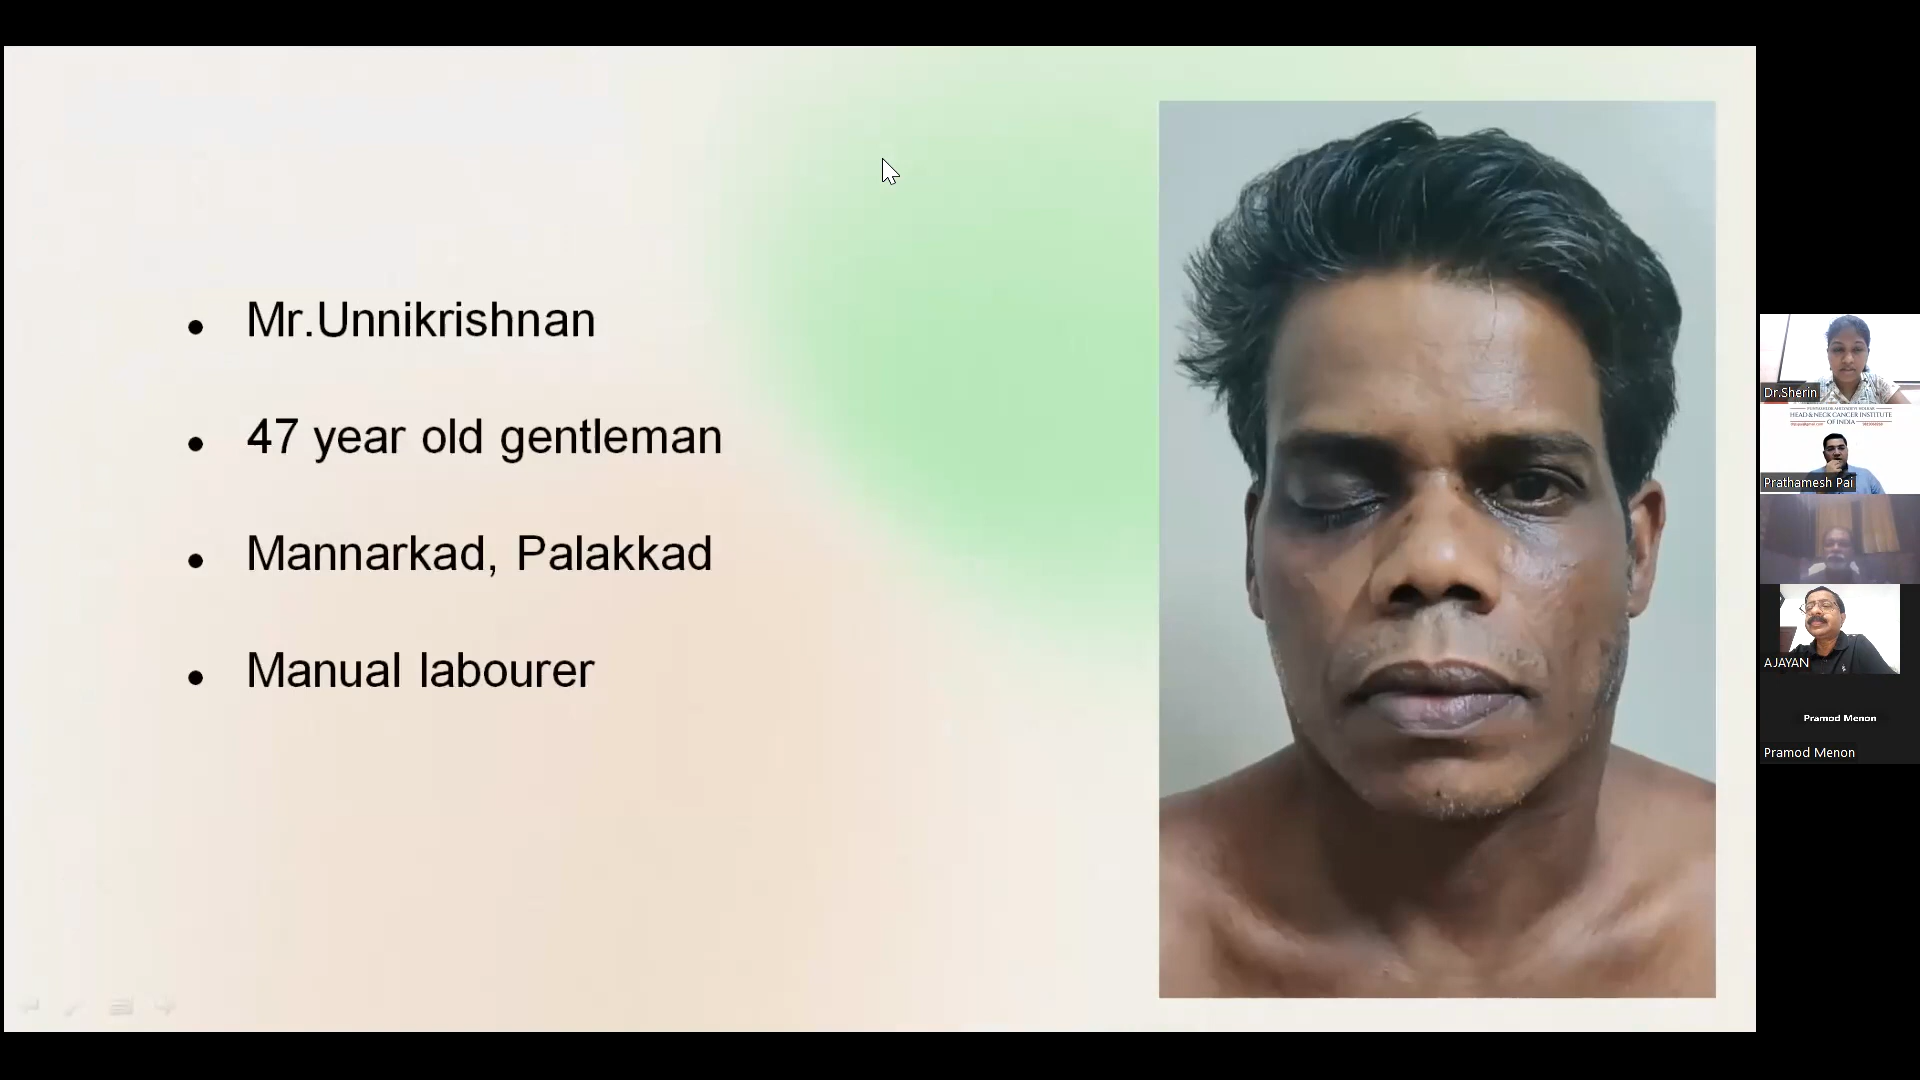 Mr.Unnikrishnan
47 year old gentleman
Mannarkad, Palakkad
Manual labourer
Dr.Sherin
HEAD & NECK CANCER INSTITUTE
OF INDIA
Prathamesh Pai
AJAYAN
Pramod Menon
Pramod Menon